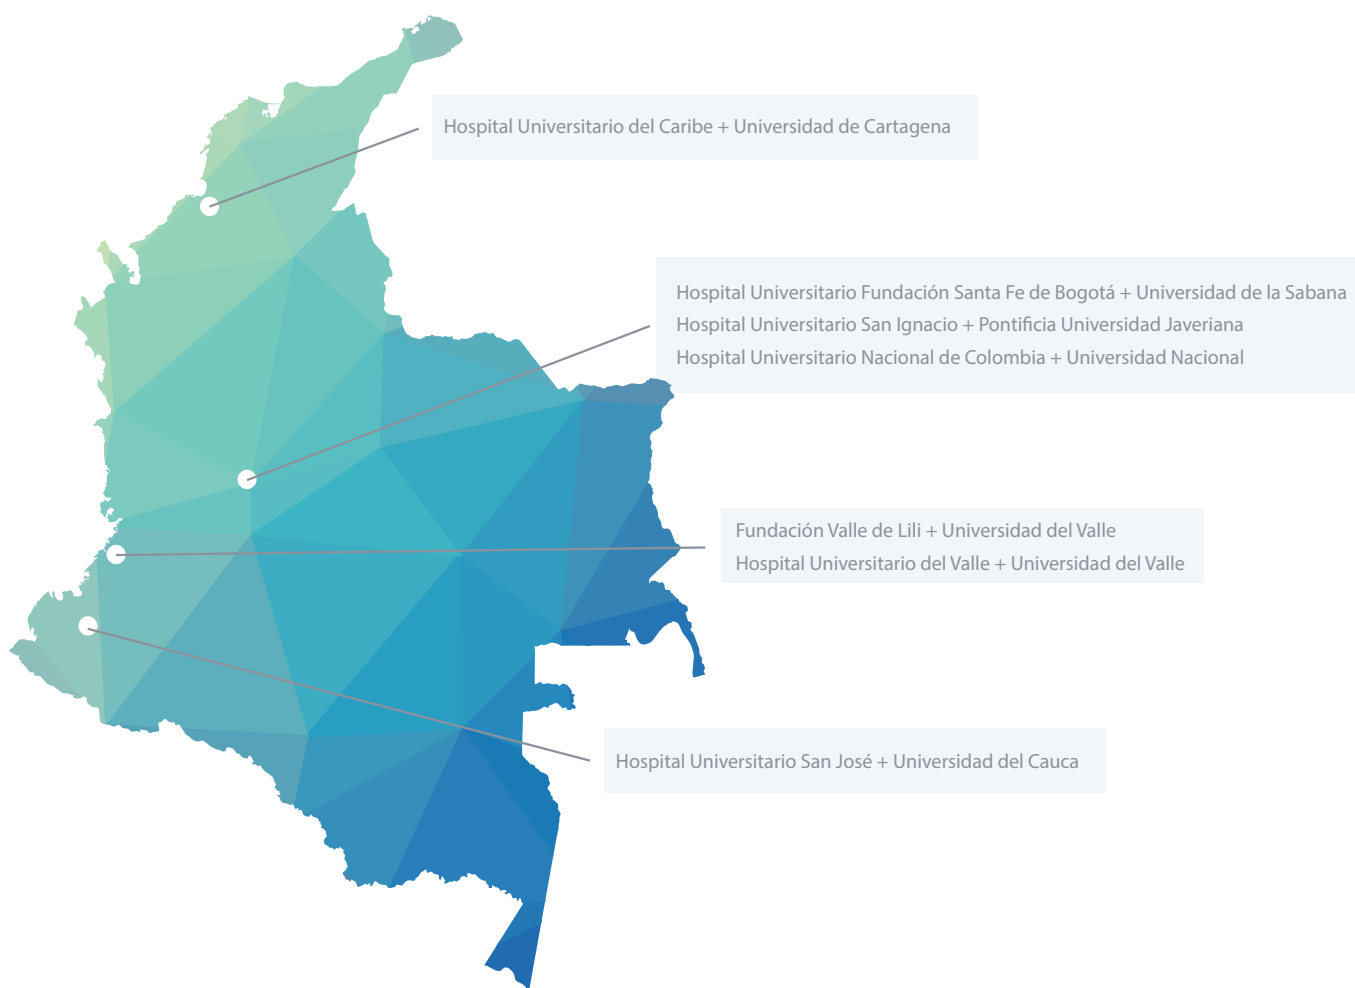 Hospital Universitario del Caribe + Universidad de Cartagena
Hospital Universitario Fundación Santa Fe de Bogotá + Universidad de la Sabana
Hospital Universitario San Ignacio + Pontificia Universidad Javeriana
Hospital Universitario Nacional de Colombia + Universidad Nacional
Fundación Valle de Lili + Universidad del Valle
Hospital Universitario del Valle + Universidad del Valle
Hospital Universitario San José + Universidad del Cauca